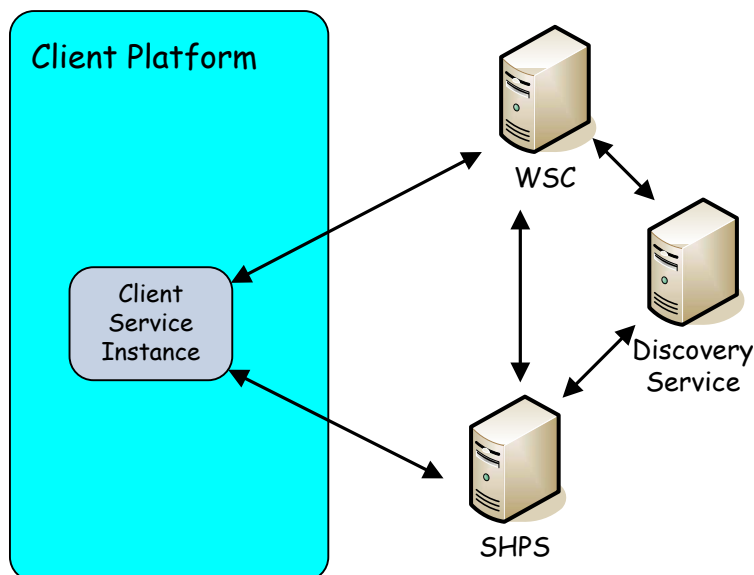 Client Platform
WSC
Client
Service
Instance
Discovery
Service
SHPS